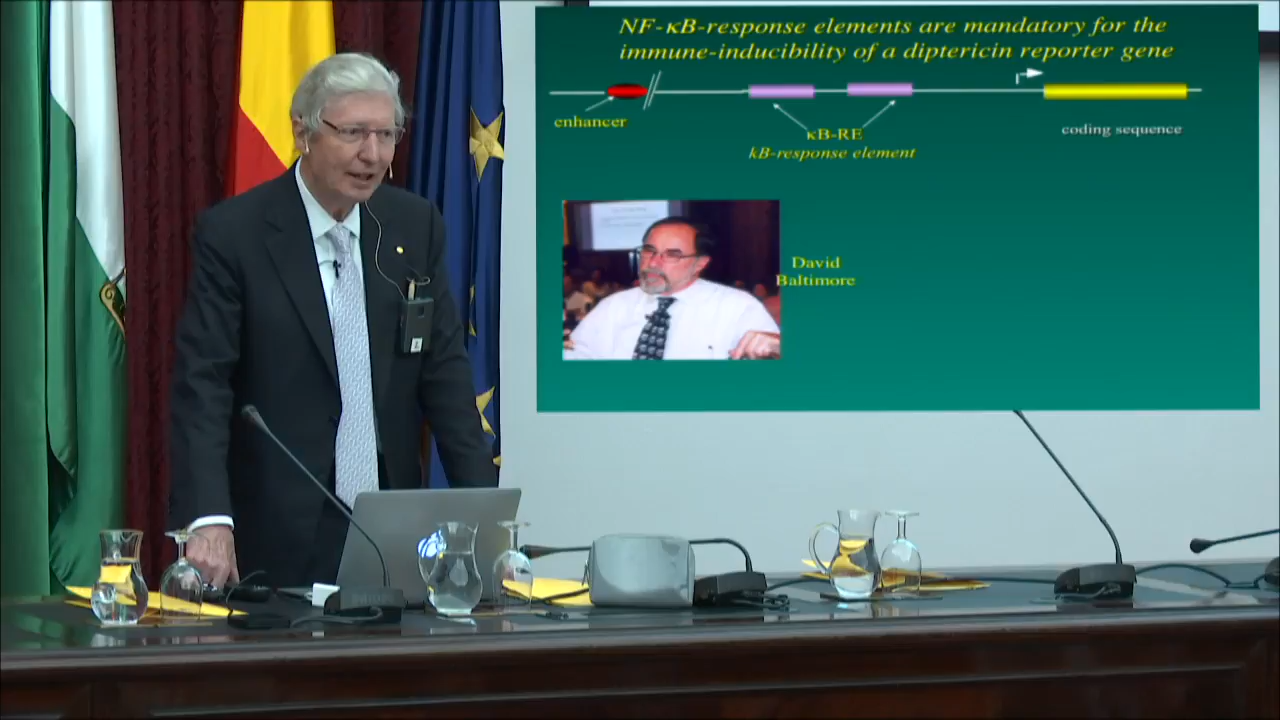 NF-κB-response elements are mandatory for the
immune-inducibility of a diptericin reporter gene
enhancer
κB-RE
kB-response element
coding sequence
David
Baltimore